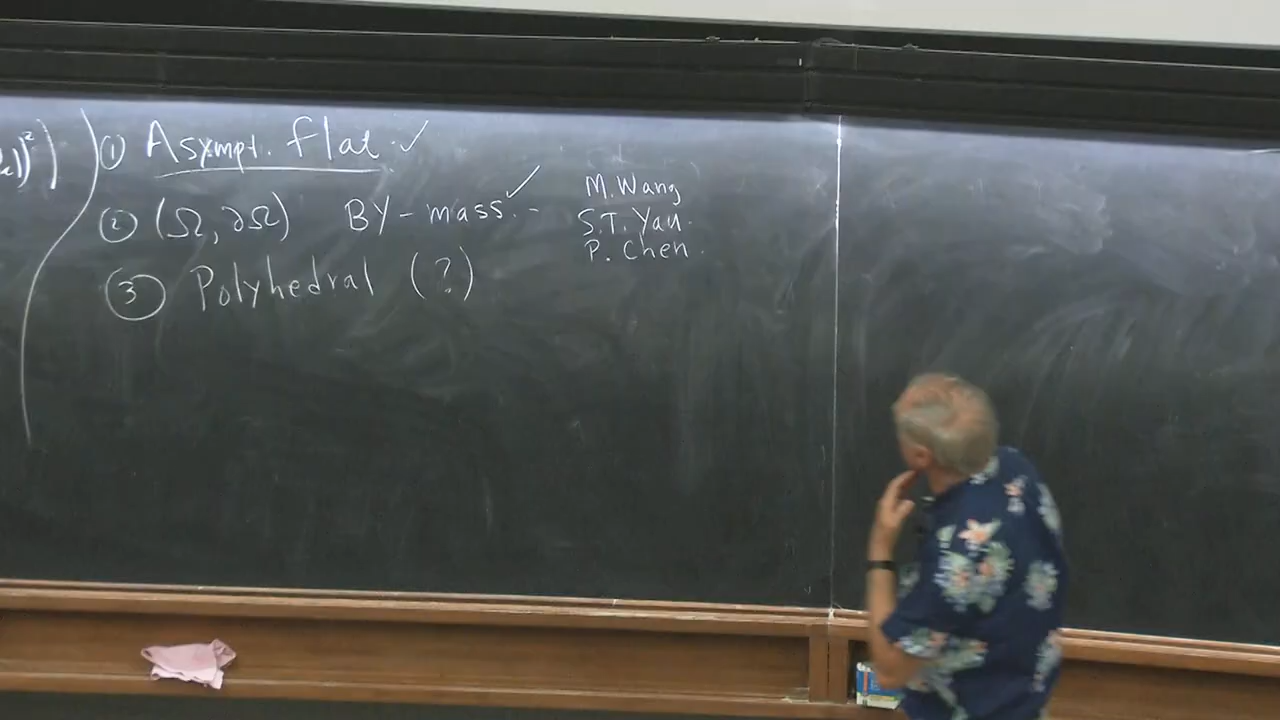 ① Asympt. flat. ✓
② (Ω, ∂Ω) BY-mass. - ✓
③ Polyhedral (?)
M. Wang
S.T. Yau.
P. Chen.